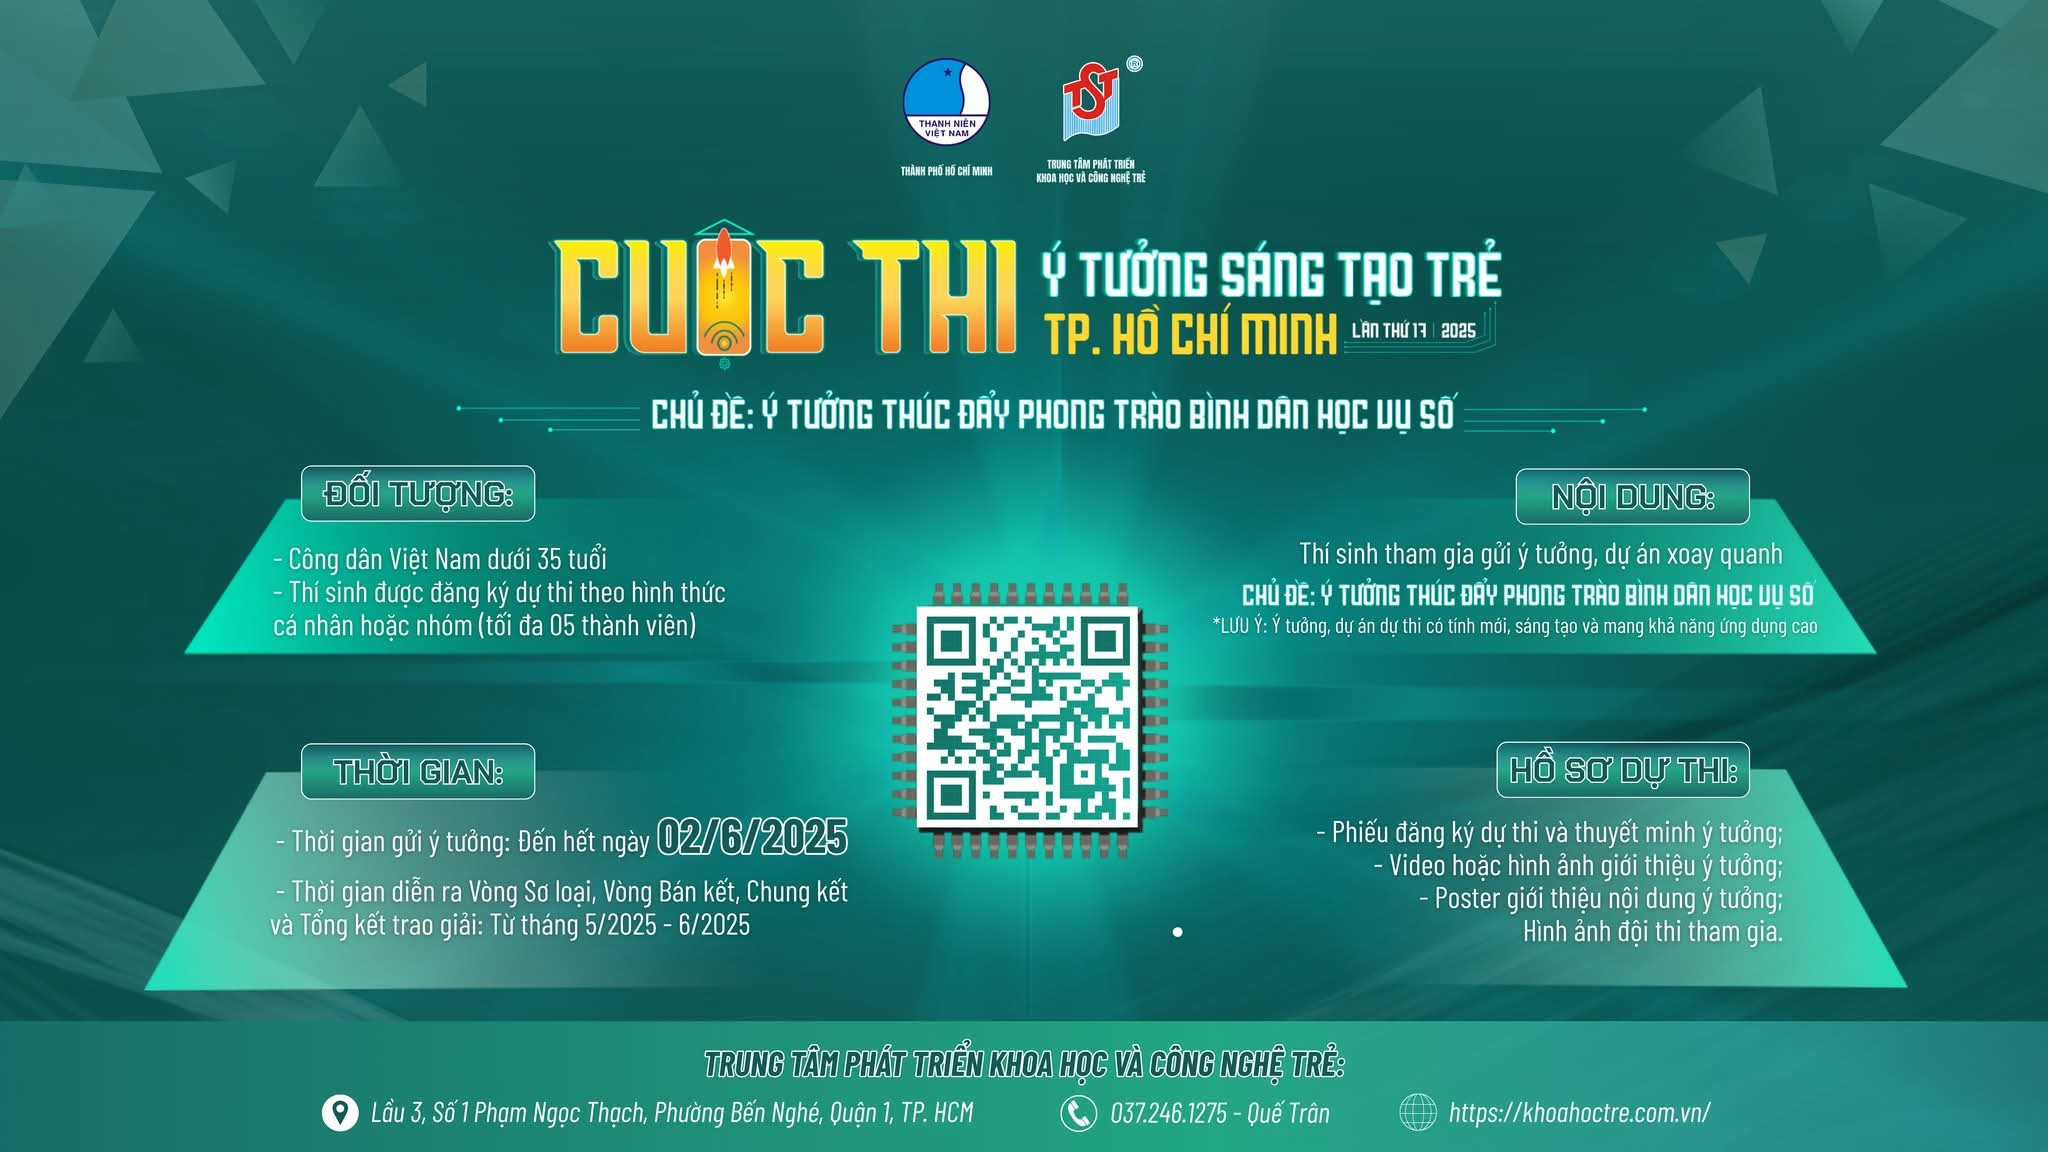 THANH NIÊN
VIỆT NAM
THÀNH PHỐ HỒ CHÍ MINH
TST
®
TRUNG TÂM PHÁT TRIỂN
KHOA HỌC VÀ CÔNG NGHỆ TRẺ
CUỘC THI
Ý TƯỞNG SÁNG TẠO TRẺ
TP. HỒ CHÍ MINH LẦN THỨ 17 | 2025
CHỦ ĐỀ: Ý TƯỞNG THÚC ĐẨY PHONG TRÀO BÌNH DÂN HỌC VỤ SỐ
ĐỐI TƯỢNG:
- Công dân Việt Nam dưới 35 tuổi
- Thí sinh được đăng ký dự thi theo hình thức
cá nhân hoặc nhóm (tối đa 05 thành viên)
NỘI DUNG:
Thí sinh tham gia gửi ý tưởng, dự án xoay quanh
CHỦ ĐỀ: Ý TƯỞNG THÚC ĐẨY PHONG TRÀO BÌNH DÂN HỌC VỤ SỐ
*LƯU Ý: Ý tưởng, dự án dự thi có tính mới, sáng tạo và mang khả năng ứng dụng cao
THỜI GIAN:
- Thời gian gửi ý tưởng: Đến hết ngày 02/6/2025
- Thời gian diễn ra Vòng Sơ loại, Vòng Bán kết, Chung kết
và Tổng kết trao giải: Từ tháng 5/2025 - 6/2025
HỒ SƠ DỰ THI:
- Phiếu đăng ký dự thi và thuyết minh ý tưởng;
- Video hoặc hình ảnh giới thiệu ý tưởng;
- Poster giới thiệu nội dung ý tưởng;
Hình ảnh đội thi tham gia.
TRUNG TÂM PHÁT TRIỂN KHOA HỌC VÀ CÔNG NGHỆ TRẺ:
Lầu 3, Số 1 Phạm Ngọc Thạch, Phường Bến Nghé, Quận 1, TP. HCM
037.246.1275 - Quế Trân
https://khoahoctre.com.vn/